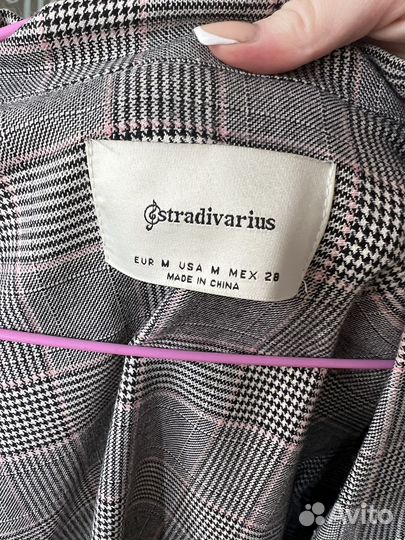 stradivarius
EUR M USA M MEX 28
MADE IN CHINA
Avito